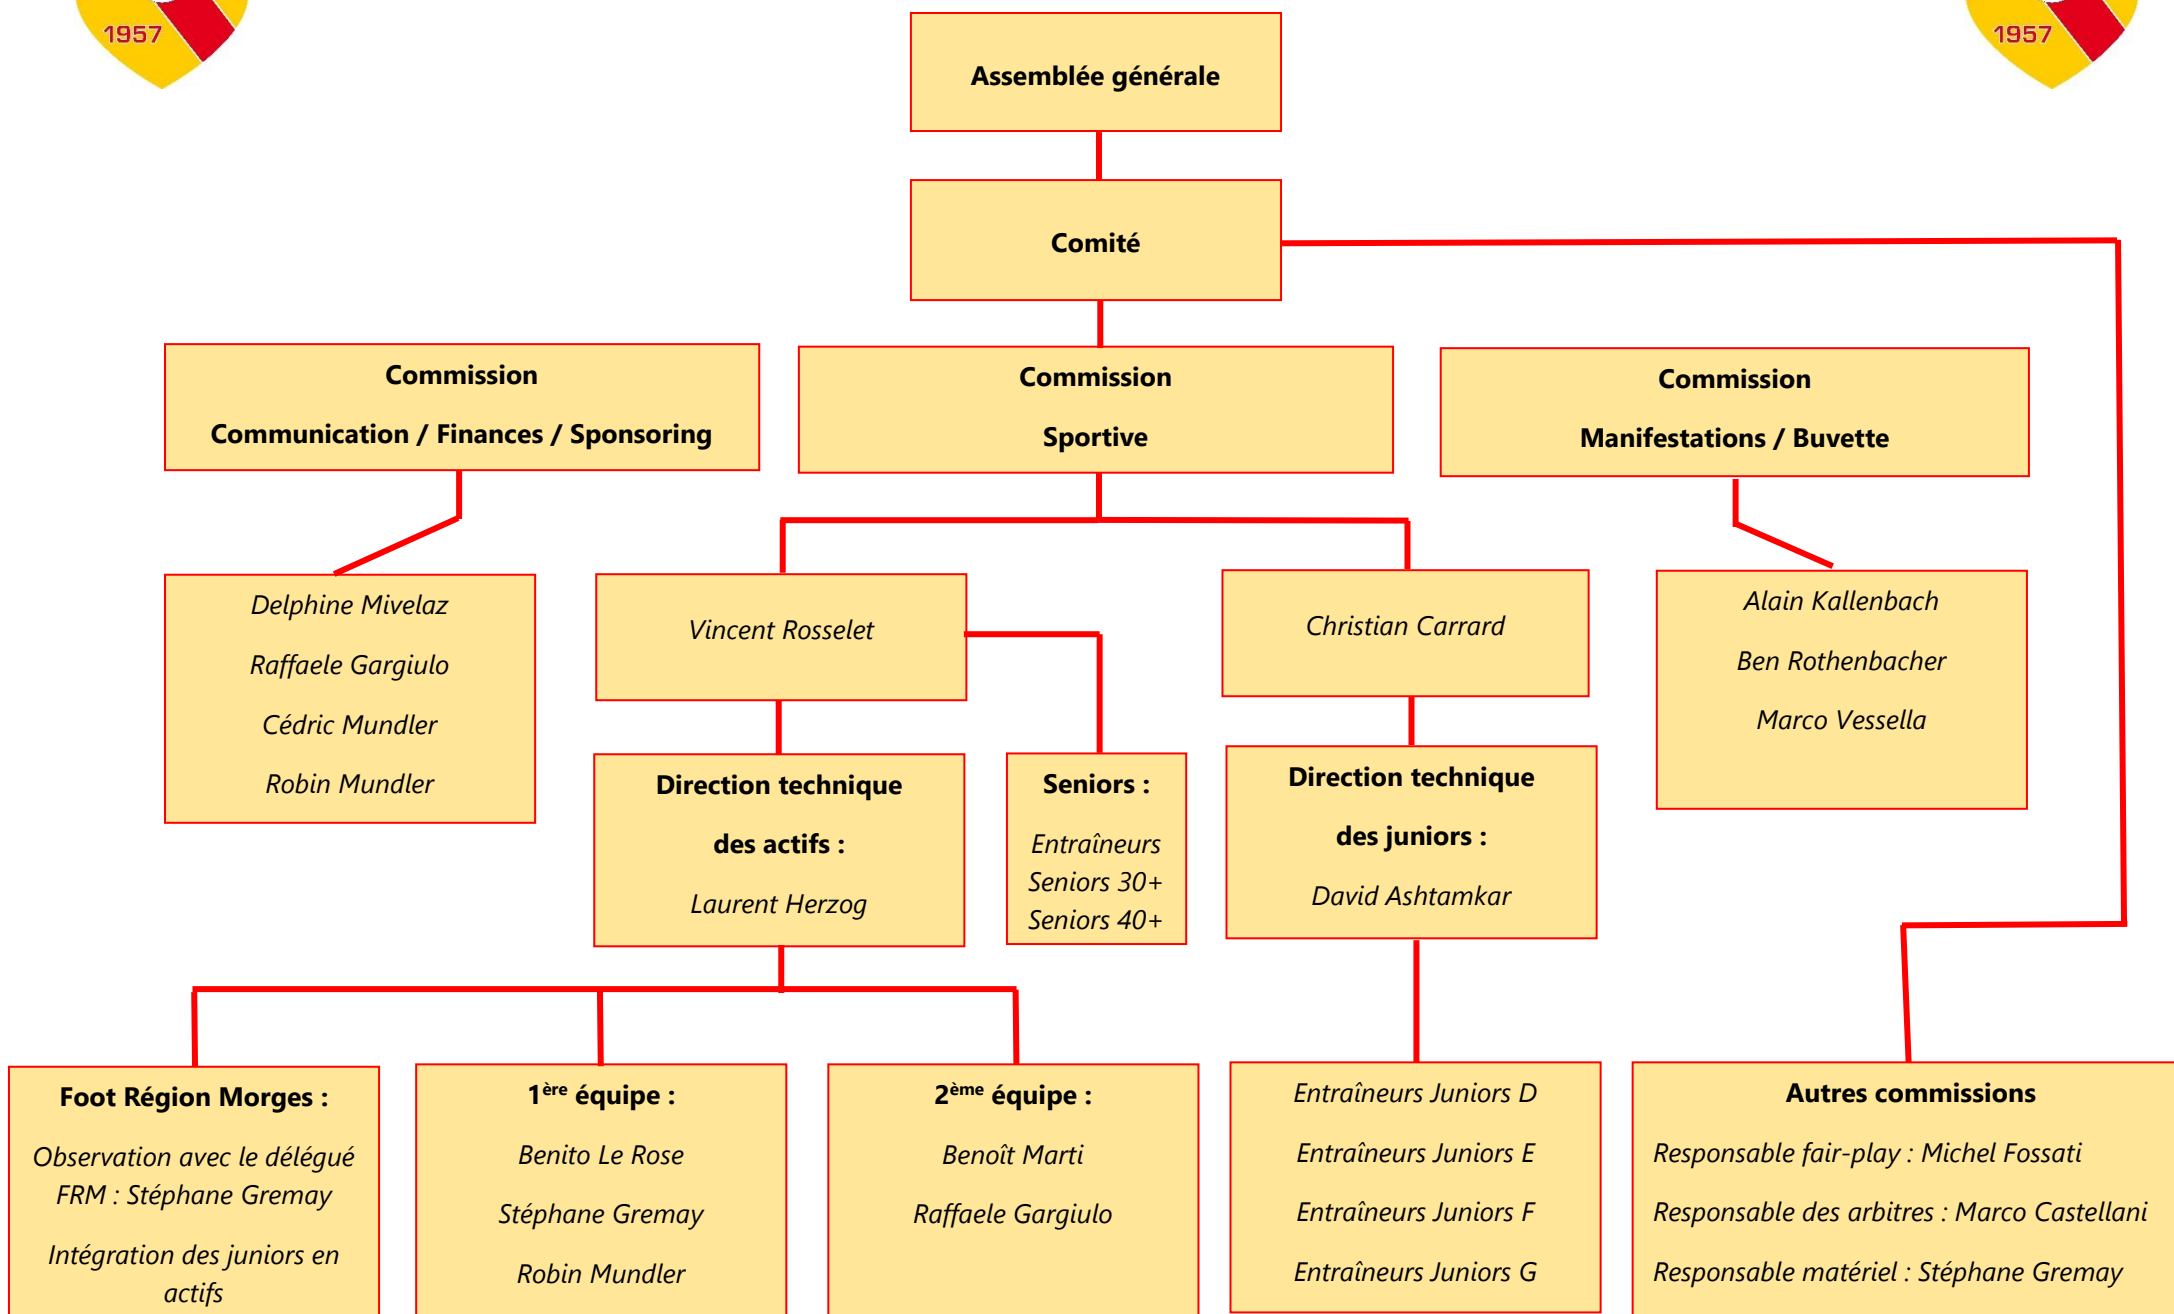 1957
1957
Assemblée générale
Comité
Commission
Communication / Finances / Sponsoring
Commission
Sportive
Commission
Manifestations / Buvette
Delphine Mivelaz
Raffaele Gargiulo
Cédric Mundler
Robin Mundler
Vincent Rosselet
Christian Carrard
Alain Kallenbach
Ben Rothenbacher
Marco Vessella
Direction technique
des actifs :
Laurent Herzog
Seniors :
Entraîneurs
Seniors 30+
Seniors 40+
Direction technique
des juniors :
David Ashtamkar
Foot Région Morges :
Observation avec le délégué
FRM : Stéphane Gremay
Intégration des juniors en
actifs
1ère équipe :
Benito Le Rose
Stéphane Gremay
Robin Mundler
2ème équipe :
Benoît Marti
Raffaele Gargiulo
Entraîneurs Juniors D
Entraîneurs Juniors E
Entraîneurs Juniors F
Entraîneurs Juniors G
Autres commissions
Responsable fair-play : Michel Fossati
Responsable des arbitres : Marco Castellani
Responsable matériel : Stéphane Gremay